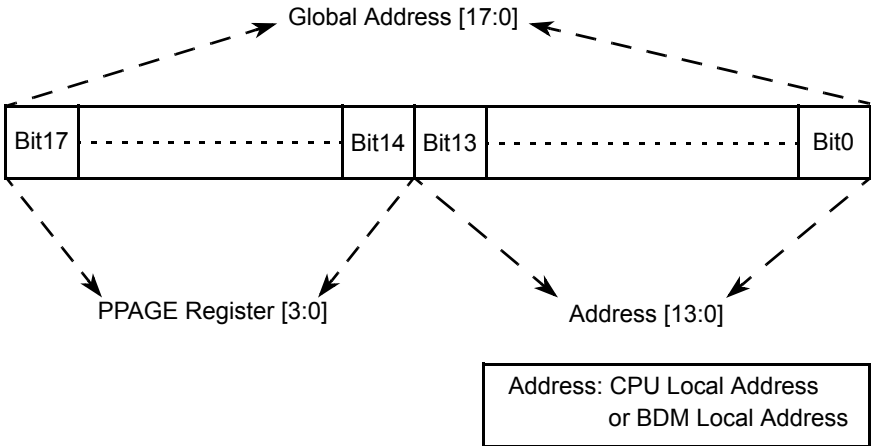 Global Address [17:0]
Bit17 Bit14 Bit13 Bit0
PPAGE Register [3:0]
Address [13:0]
Address: CPU Local Address
or BDM Local Address